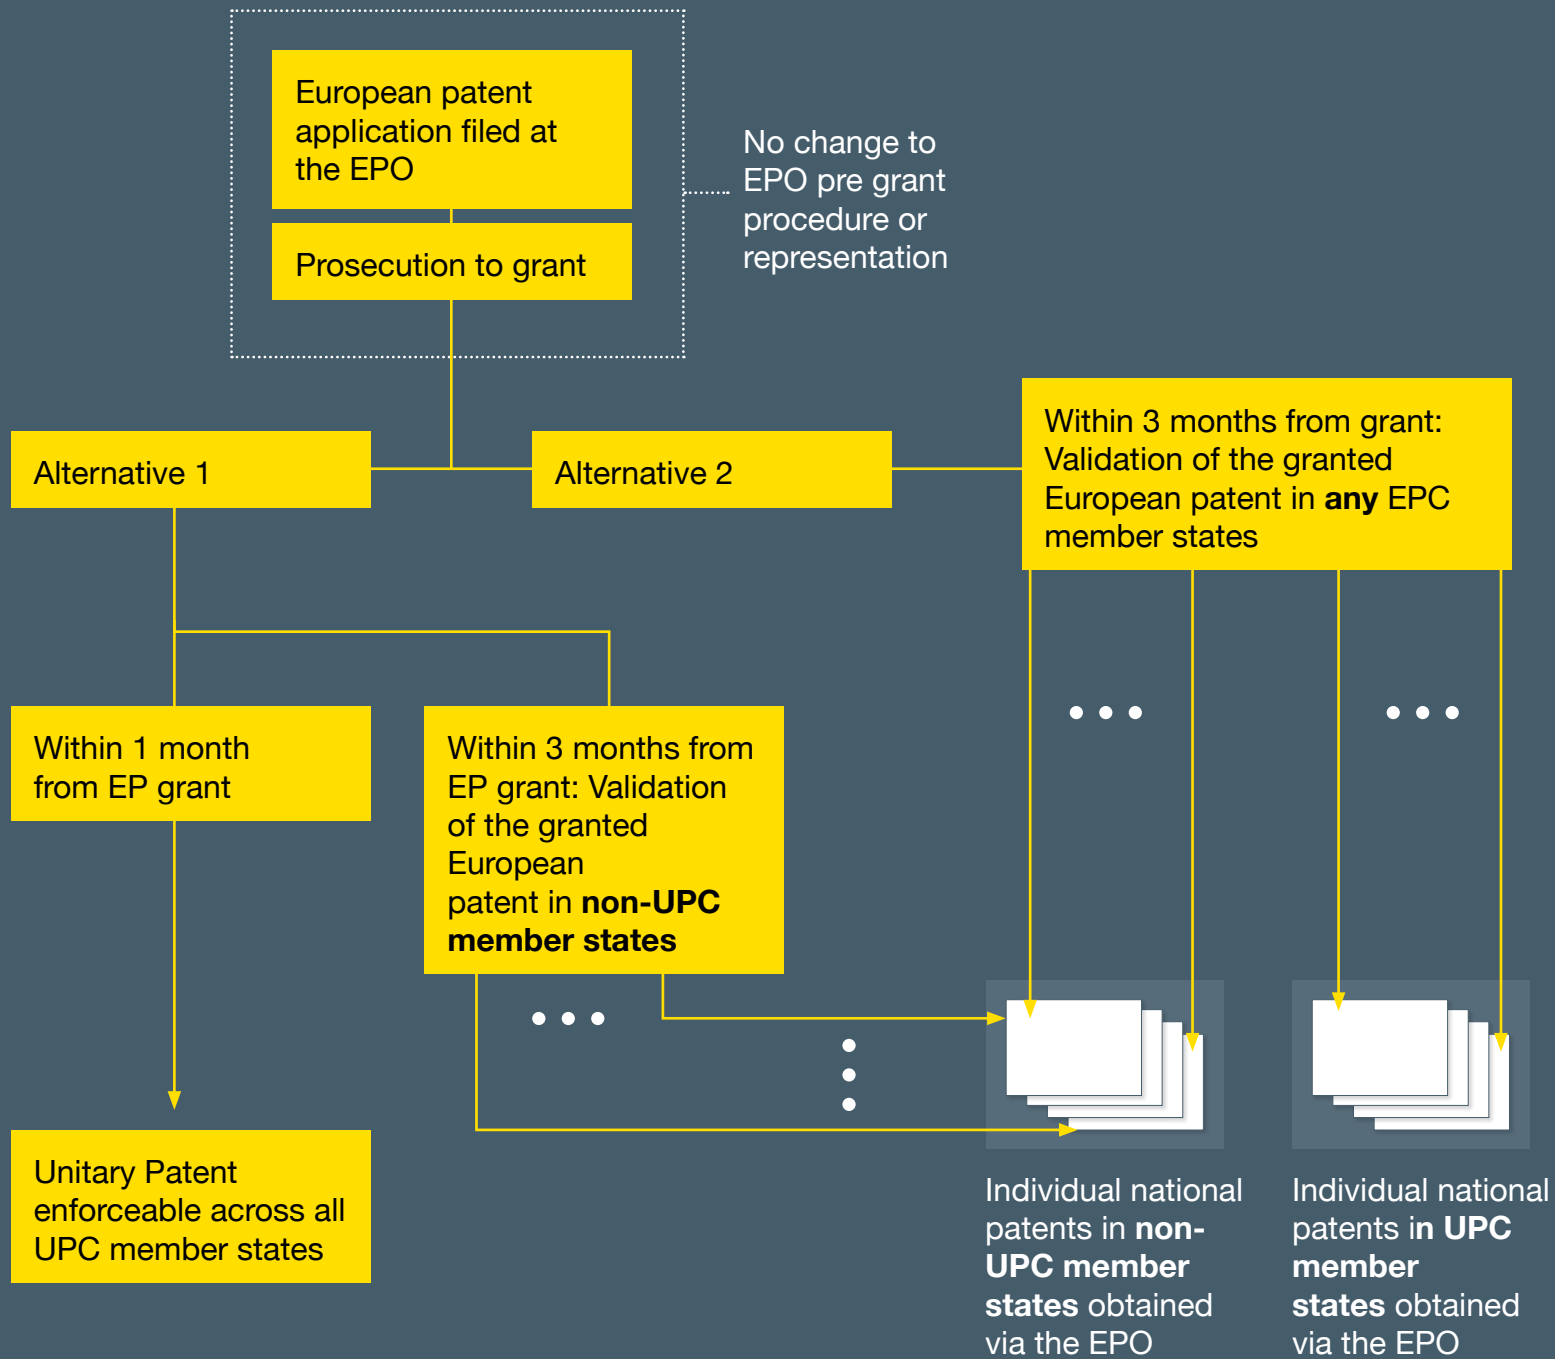 European patent
application filed at
the EPO
No change to
EPO pre grant
procedure or
representation
Prosecution to grant
Alternative 1
Alternative 2
Within 3 months from grant:
Validation of the granted
European patent in any EPC
member states
Within 1 month
from EP grant
Within 3 months from
EP grant: Validation
of the granted
European
patent in non-UPC
member states
Unitary Patent
enforceable across all
UPC member states
Individual national
patents in non-
UPC member
states obtained
via the EPO
Individual national
patents in UPC
member
states obtained
via the EPO